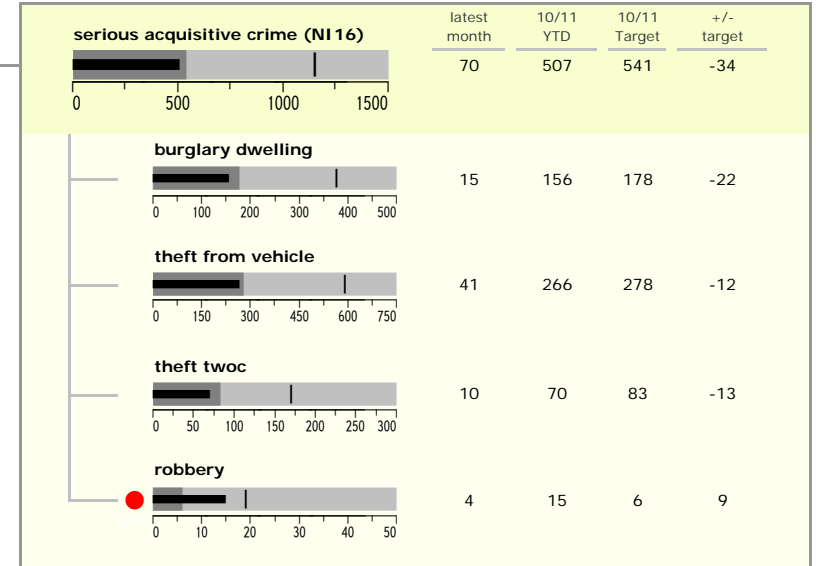 latest 10/11 10/11 +/-
month YTD Target target
serious acquisitive crime (NI16)
70 507 541 -34
0 500 1000 1500
burglary dwelling
15 156 178 -22
0 100 200 300 400 500
theft from vehicle
41 266 278 -12
0 150 300 450 600 750
theft twoc
10 70 83 -13
0 50 100 150 200 250 300
robbery
4 15 6 9
0 10 20 30 40 50